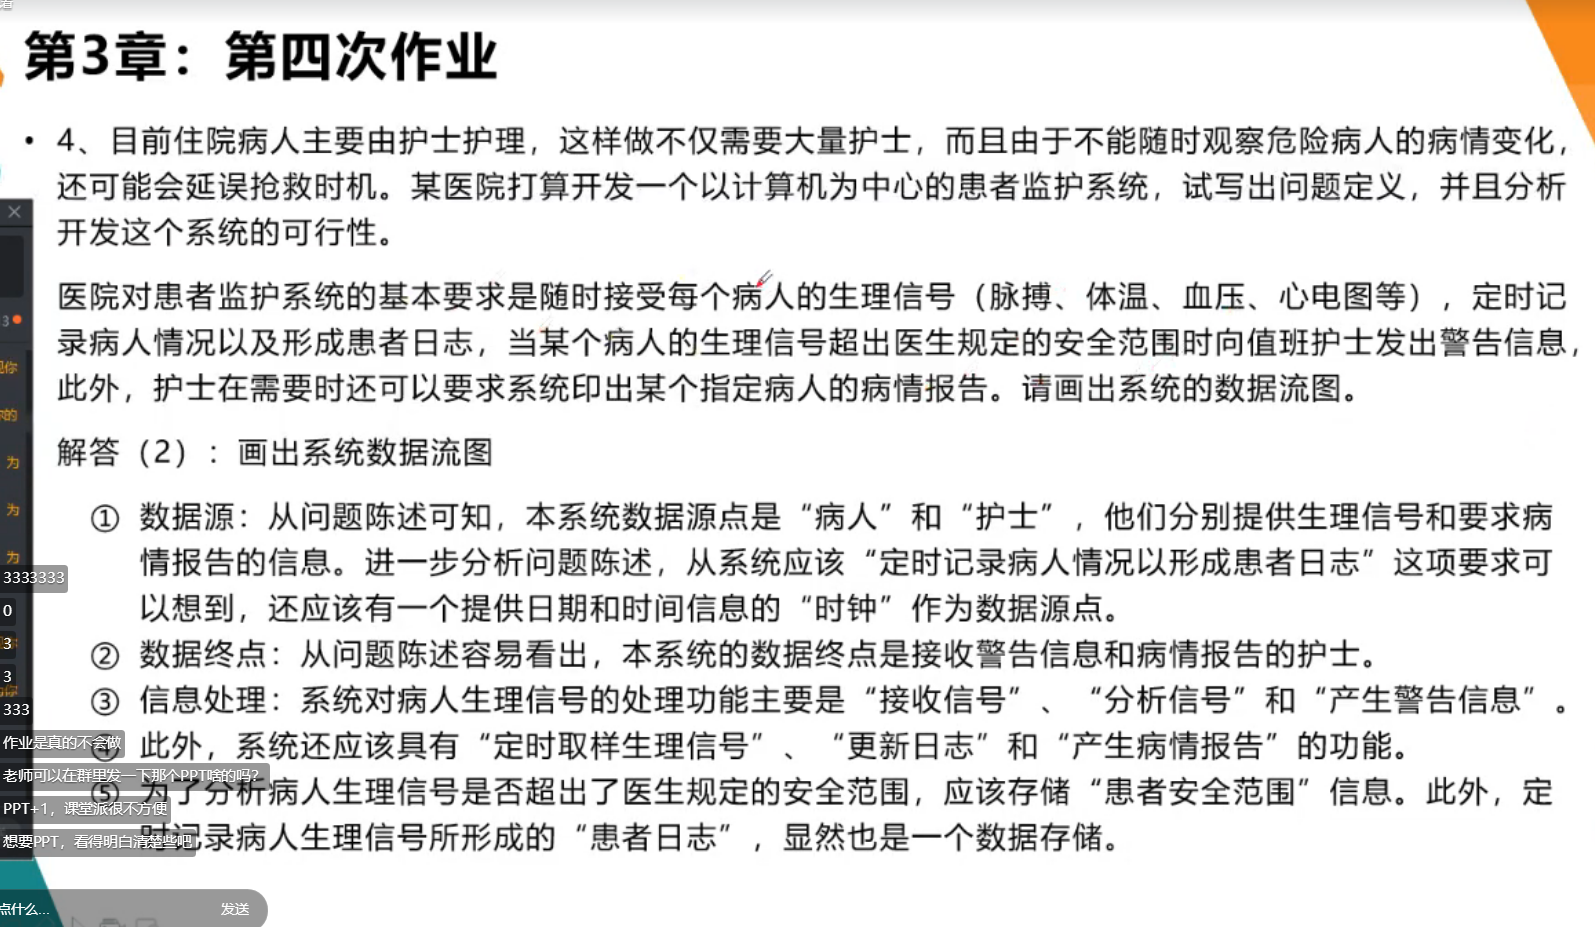 第3章：第四次作业
• 4、目前住院病人主要由护士护理，这样做不仅需要大量护士，而且由于不能随时观察危险病人的病情变化，
还可能会延误抢救时机。某医院打算开发一个以计算机为中心的患者监护系统，试写出问题定义，并且分析
开发这个系统的可行性。
医院对患者监护系统的基本要求是随时接受每个病人的生理信号（脉搏、体温、血压、心电图等），定时记
录病人情况以及形成患者日志，当某个病人的生理信号超出医生规定的安全范围时向值班护士发出警告信息，
此外，护士在需要时还可以要求系统印出某个指定病人的病情报告。请画出系统的数据流图。
解答（2）：画出系统数据流图
① 数据源：从问题陈述可知，本系统数据源点是“病人”和“护士”，他们分别提供生理信号和要求病
情报告的信息。进一步分析问题陈述，从系统应该“定时记录病人情况以形成患者日志”这项要求可
以想到，还应该有一个提供日期和时间信息的“时钟”作为数据源点。
② 数据终点：从问题陈述容易看出，本系统的数据终点是接收警告信息和病情报告的护士。
③ 信息处理：系统对病人生理信号的处理功能主要是“接收信号”、“分析信号”和“产生警告信息”。
④ 此外，系统还应该具有“定时取样生理信号”、“更新日志”和“产生病情报告”的功能。
⑤ 为了分析病人生理信号是否超出了医生规定的安全范围，应该存储“患者安全范围”信息。此外，定
时记录病人生理信号所形成的“患者日志”，显然也是一个数据存储。
3
你
的
为
为
为
3333333
0
3
3
333
作业是真的不会做
老师可以在群里发一下那个PPT啥的吗？
PPT+1，课堂派很不方便
想要PPT，看得明白清楚些吧
点什么...
发送